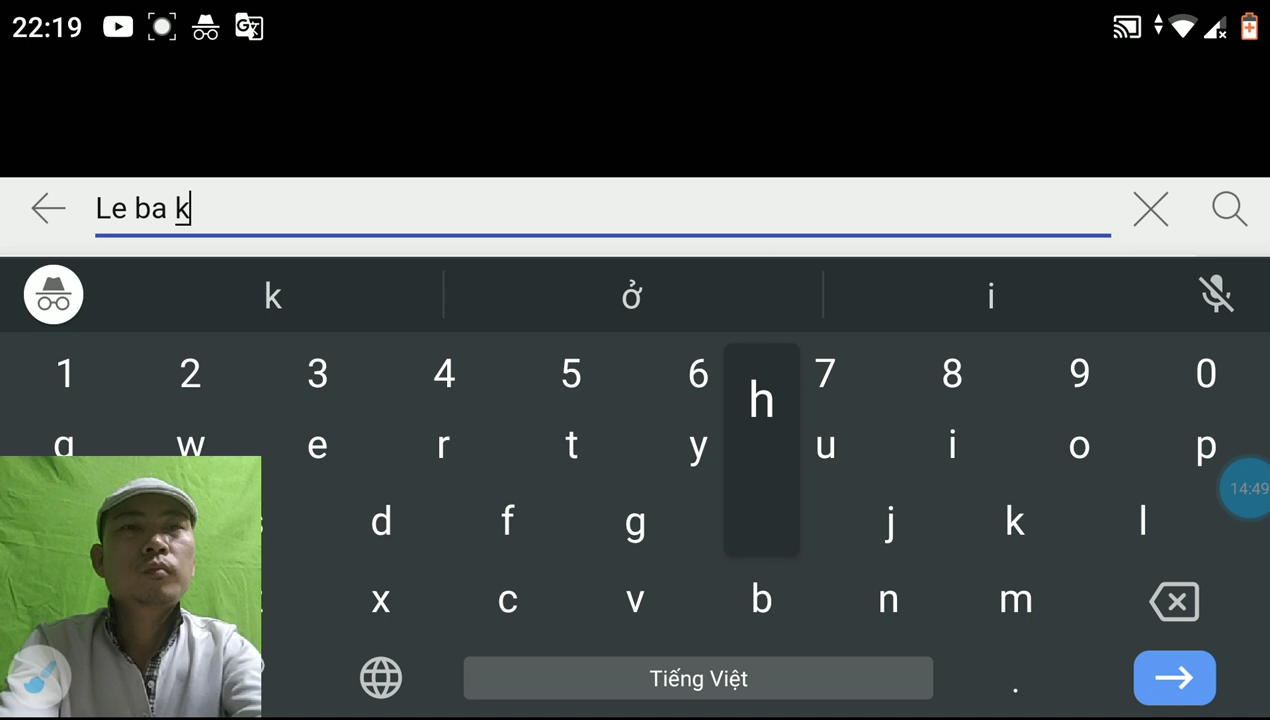 22:19
Le ba k
k ở i
1 2 3 4 5 6 7 8 9 0
q w e r t y u i o p
d f g h j k l
x c v b n m
Tiếng Việt .
14:49